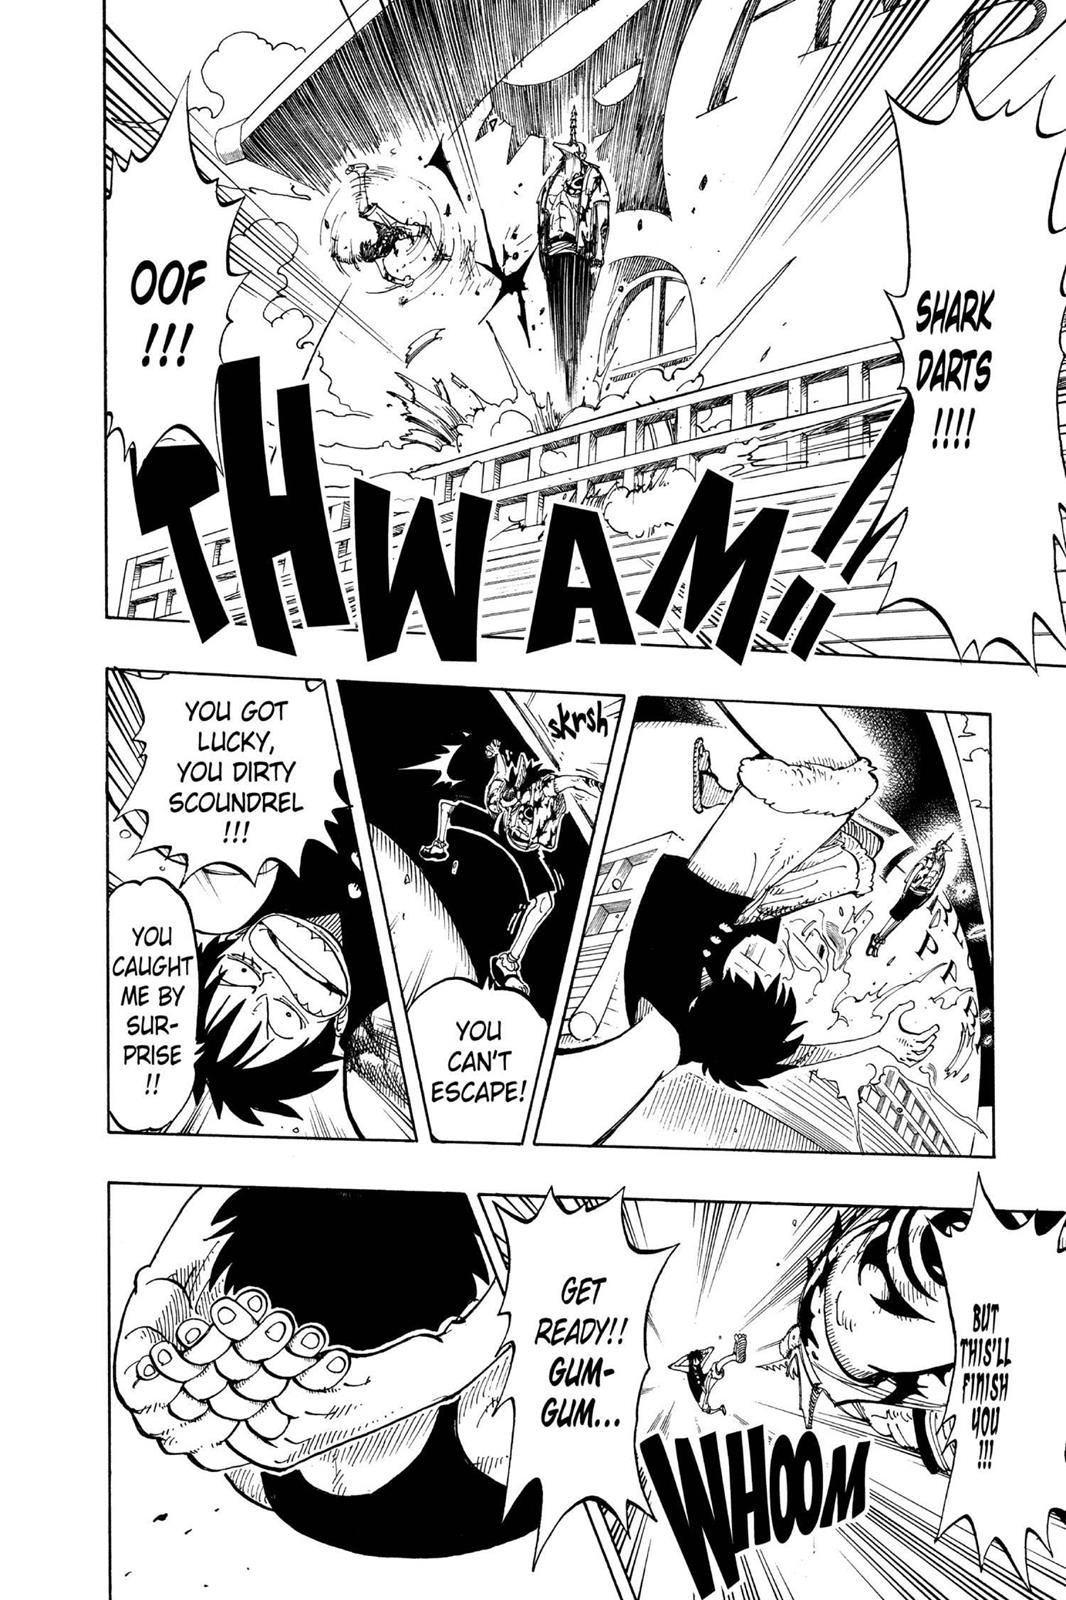 SHARK
DARTS
!!!!
OOF
!!!
THWAM!!!
skrsh
YOU
CAN'T
ESCAPE!
YOU GOT
LUCKY,
YOU DIRTY
SCOUNDREL
!!!
YOU
CAUGHT
ME BY
SUR-
PRISE
!!
BUT
THIS'LL
FINISH
YOU
!!!
WHOOM
GET
READY!!
GUM-
GUM...